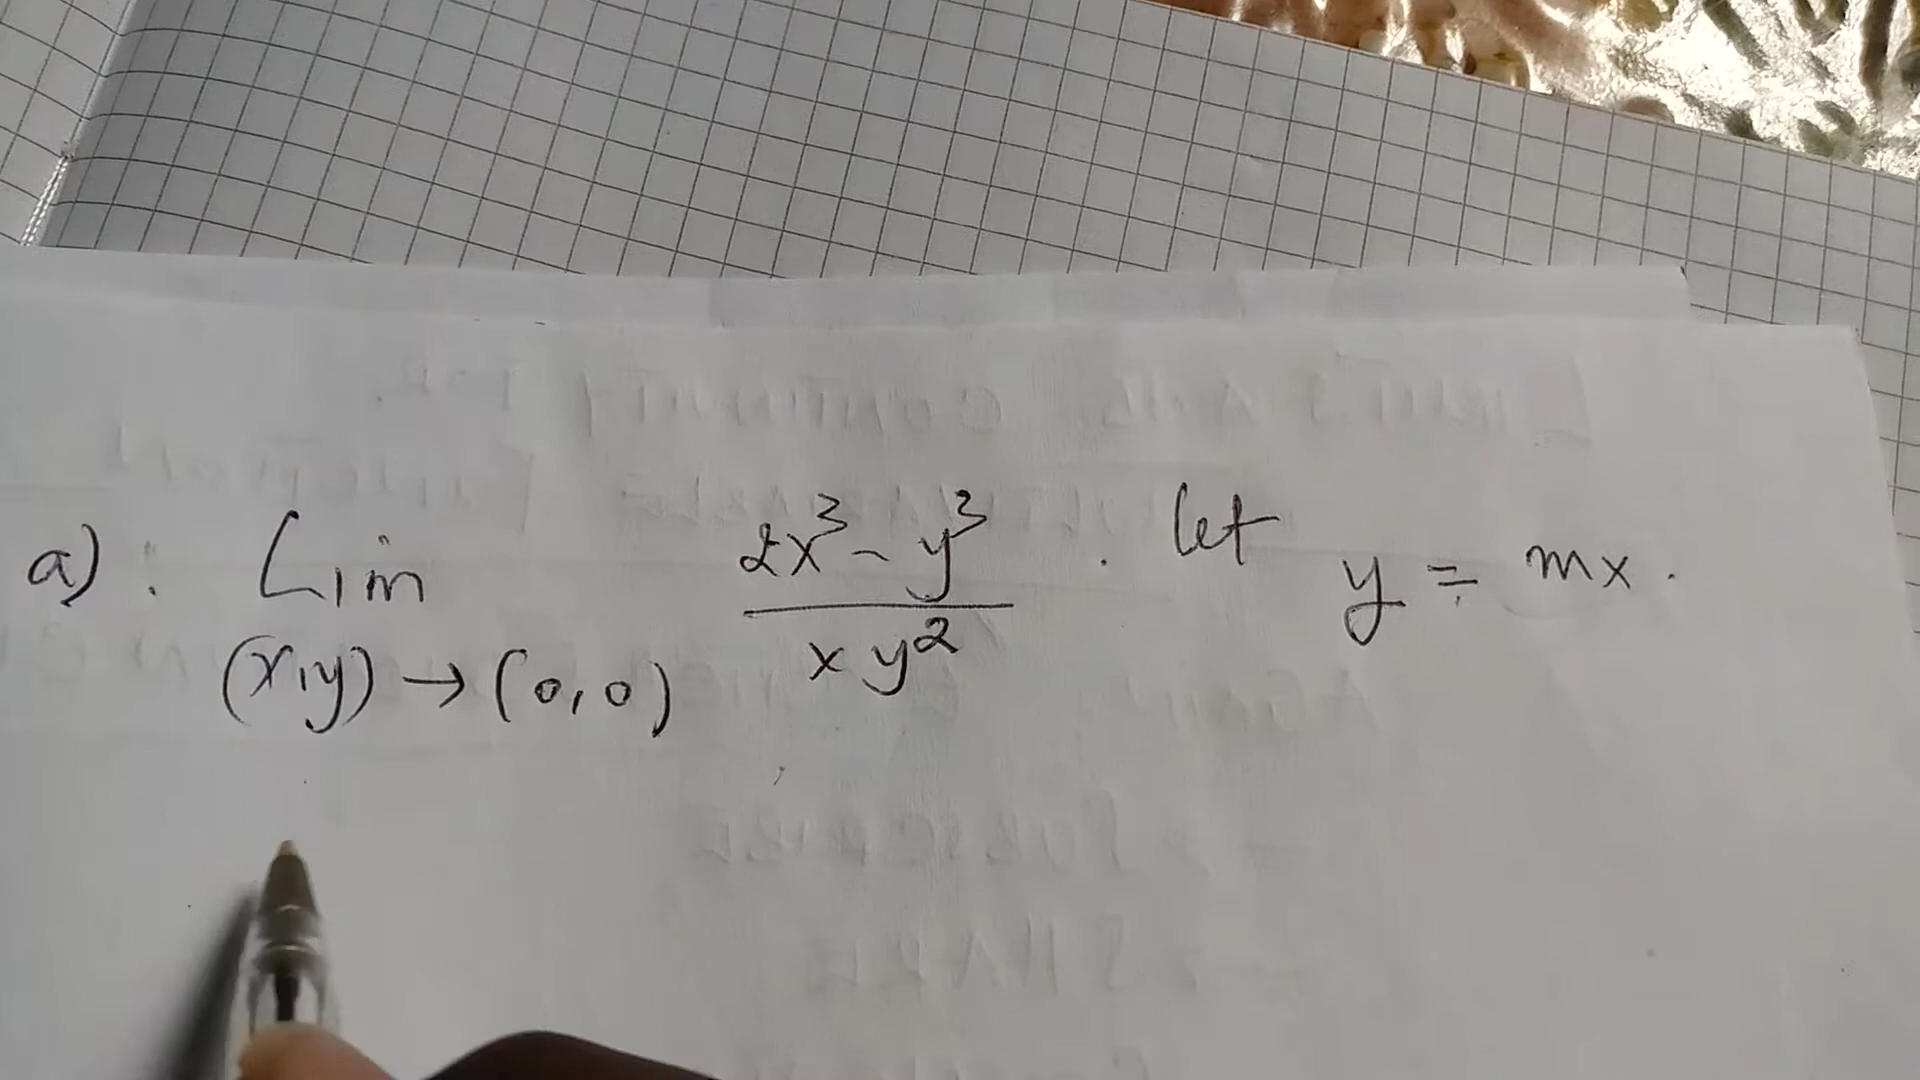 a): Lim 2x³ - y³ . let y = mx.
(x,y) → (0,0) xy²